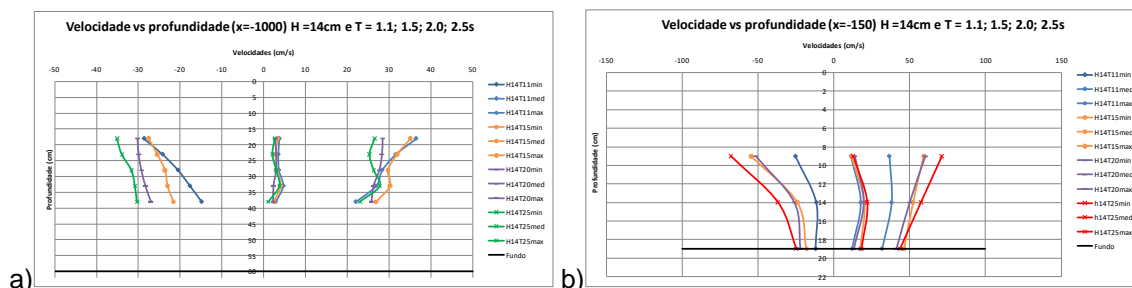 Velocidade vs profundidade (x=-1000) H =14cm e T = 1.1; 1.5; 2.0; 2.5s
Velocidades (cm/s)
-50 -40 -30 -20 -10 0 10 20 30 40 50
0
5
10
15
20
25
30
35
40
45
50
55
60
Profundidade (cm)
H14T11min
H14T11med
H14T11max
H14T15min
H14T15med
H14T15max
H14T20min
H14T20med
H14T20max
H14T25min
H14T25med
H14T25max
Fundo
a)
Velocidade vs profundidade (x=-150) H =14cm e T = 1.1; 1.5; 2.0; 2.5s
Velocidades (cm/s)
-150 -100 -50 0 50 100 150
0
2
4
6
8
10
12
14
16
18
20
22
Profundidade (cm)
H14T11min
H14T11med
H14T11max
H14T15min
H14T15med
H14T15max
H14T20min
H14T20med
H14T20max
H14T25min
H14T25med
H14T25max
Fundo
b)